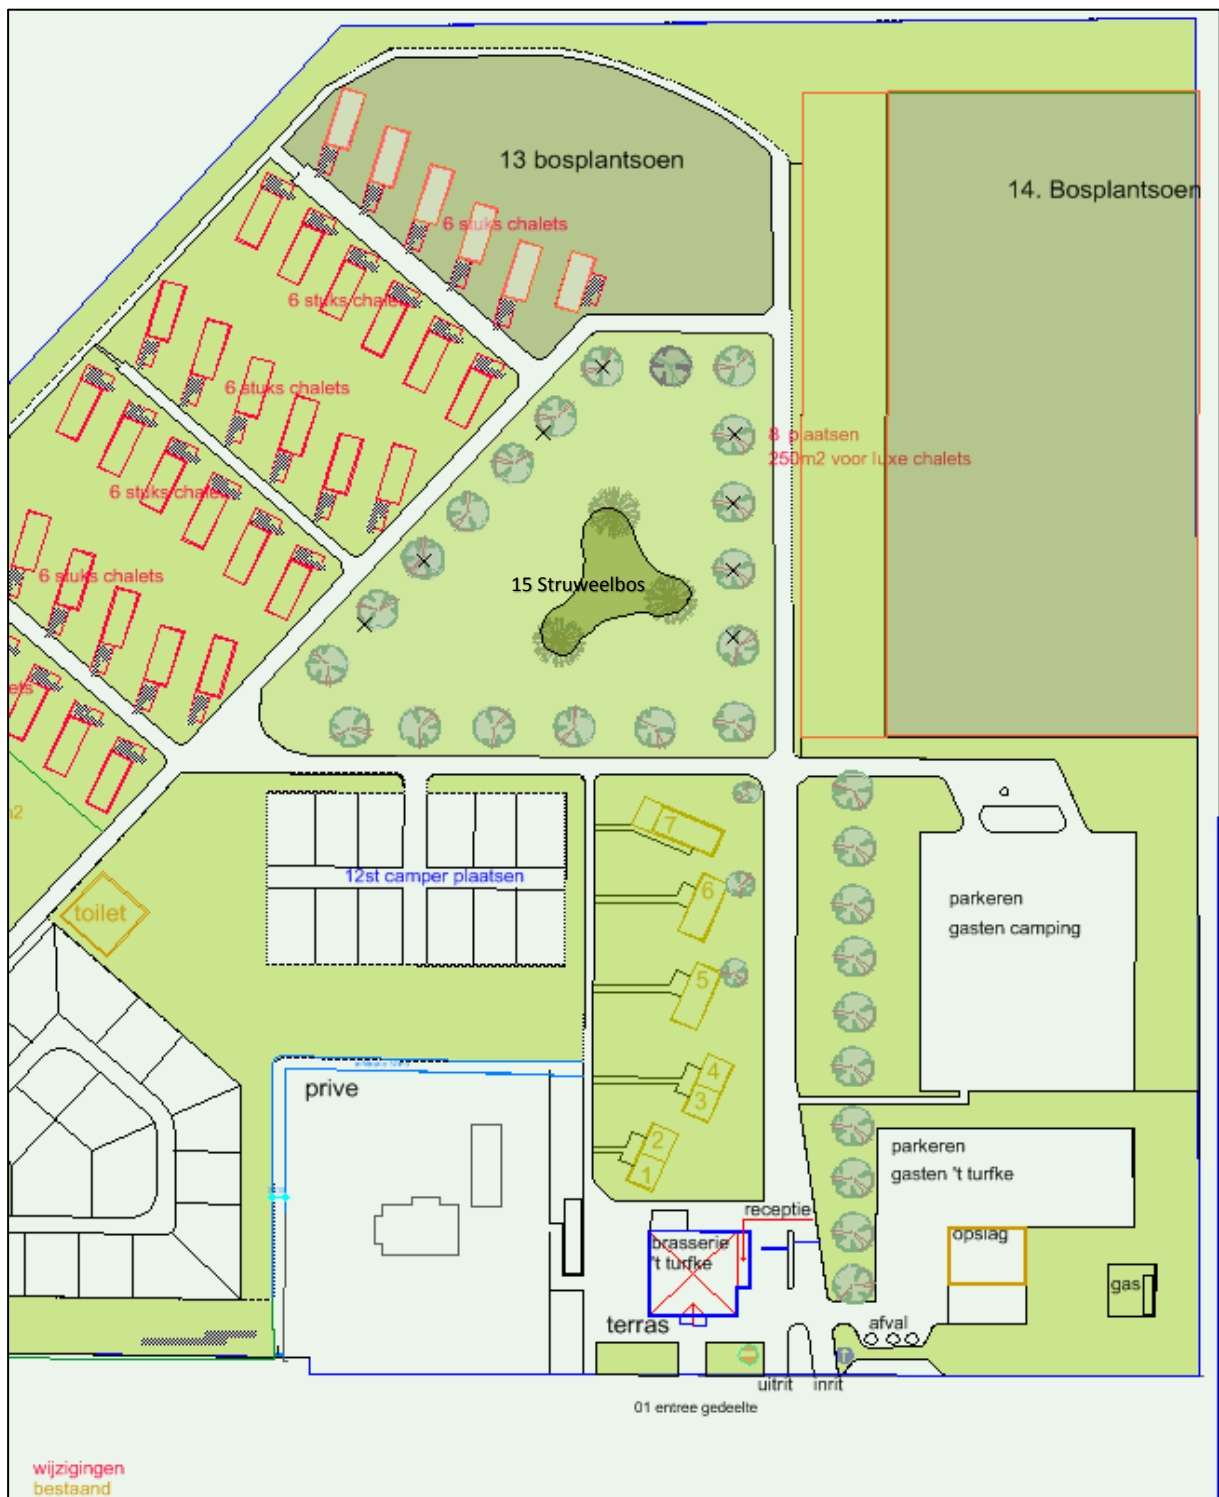 13 bosplantsoen
14. Bosplantsoen
6 stuks chalets
6 stuks chalets
6 stuks chalets
8 plaatsen
250m2 voor luxe chalets
6 stuks chalets
6 stuks chalets
15 Struweelbos
ets
m2
12st camper plaatsen
toilet
7
6
5
4
3
2
1
parkeren
gasten camping
prive
parkeren
gasten 't turfke
receptie
brasserie
't turfke
opslag
gas
terras
afval
uitrit
inrit
01 entree gedeelte
wijzigingen
bestaand